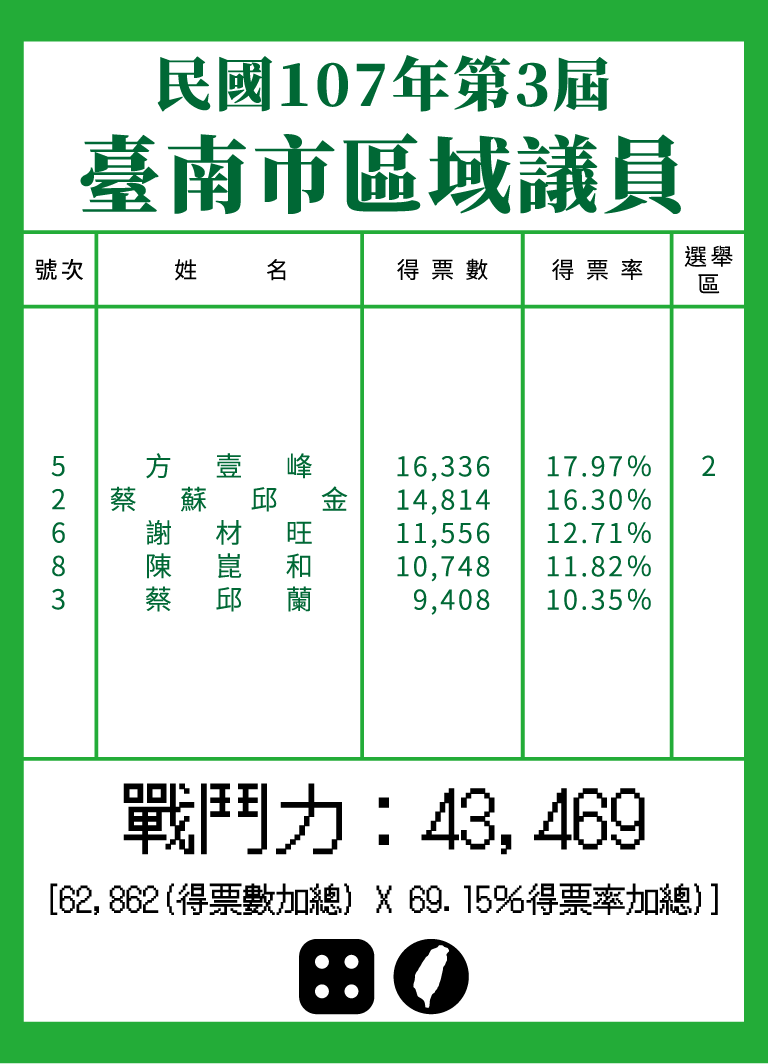 民國107年第3屆
臺南市區域議員
號次 姓名 得票數 得票率 選舉區
5 方壹峰 16,336 17.97% 2
2 蔡蘇邱金 14,814 16.30%
6 謝材旺 11,556 12.71%
8 陳崑和 10,748 11.82%
3 蔡邱蘭 9,408 10.35%
戰鬥力:43,469
[62,862(得票數加總) X 69.15%得票率加總)]